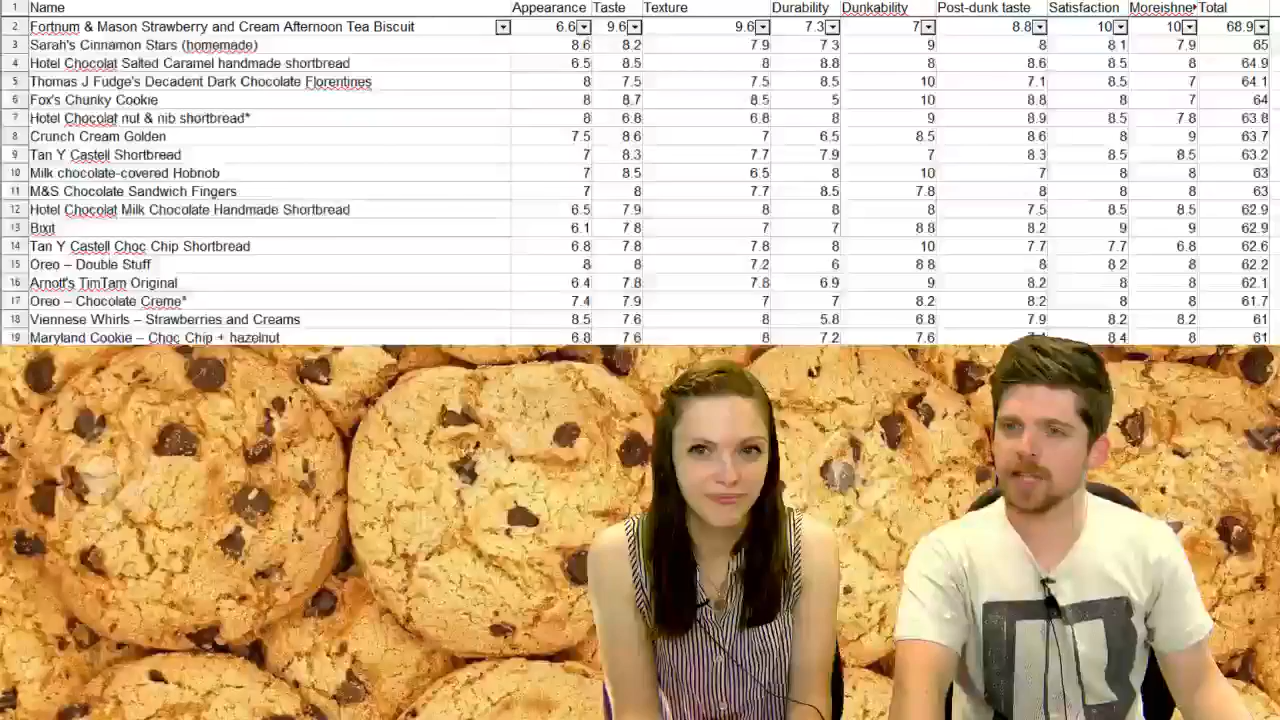 1 Name Appearance Taste Texture Durability Dunkability Post-dunk taste Satisfaction Total
2 Fortnum & Mason Strawberry and Cream Afternoon Tea Biscuit 6.6 9.6 9.6 7.3 7 8.8 10 10 68.9
3 Sarah's Cinnamon Stars (homemade) 8.6 8.2 7.9 7.3 9 8 8.1 7.9 65
4 Hotel Chocolat Salted Caramel handmade shortbread 6.5 8.5 8 8.8 8 8.6 8.5 8 64.9
5 Thomas J Fudge's Decadent Dark Chocolate Florentines 8 7.5 7.5 8.5 10 7.1 8.5 7 64.1
6 Fox's Chunky Cookie 8 8.7 8.5 5 10 8.8 8 7 64
7 Hotel Chocolat nut & nib shortbread* 8 6.8 6.8 8 9 8.9 8.5 7.8 63.8
8 Crunch Cream Golden 7.5 8.6 7 6.5 8.5 8.6 8 9 63.7
9 Tan Y Castell Shortbread 7 8.3 7.7 7.9 7 8.3 8.5 8.5 63.2
10 Milk chocolate-covered Hobnob 7 8.5 6.5 8 10 7 8 8 63
11 M&S Chocolate Sandwich Fingers 7 8 7.7 8.5 7.8 8 8 8 63
12 Hotel Chocolat Milk Chocolate Handmade Shortbread 6.5 7.9 8 8 8 7.5 8.5 8.5 62.9
13 Bixit 6.1 7.8 7 7 8.8 8.2 9 9 62.9
14 Tan Y Castell Choc Chip Shortbread 6.8 7.8 7.8 8 10 7.7 7.7 6.8 62.6
15 Oreo – Double Stuff 8 8 7.2 6 8.8 8 8.2 8 62.2
16 Arnott's TimTam Original 6.4 7.8 7.8 6.9 9 8.2 8 8 62.1
17 Oreo – Chocolate Creme* 7.4 7.9 7 7 8.2 8.2 8 8 61.7
18 Viennese Whirls – Strawberries and Creams 8.5 7.6 8 5.8 6.8 7.9 8.2 8.2 61
19 Maryland Cookie – Choc Chip + hazelnut 6.8 7.6 8 7.2 7.6 8.4 8 61